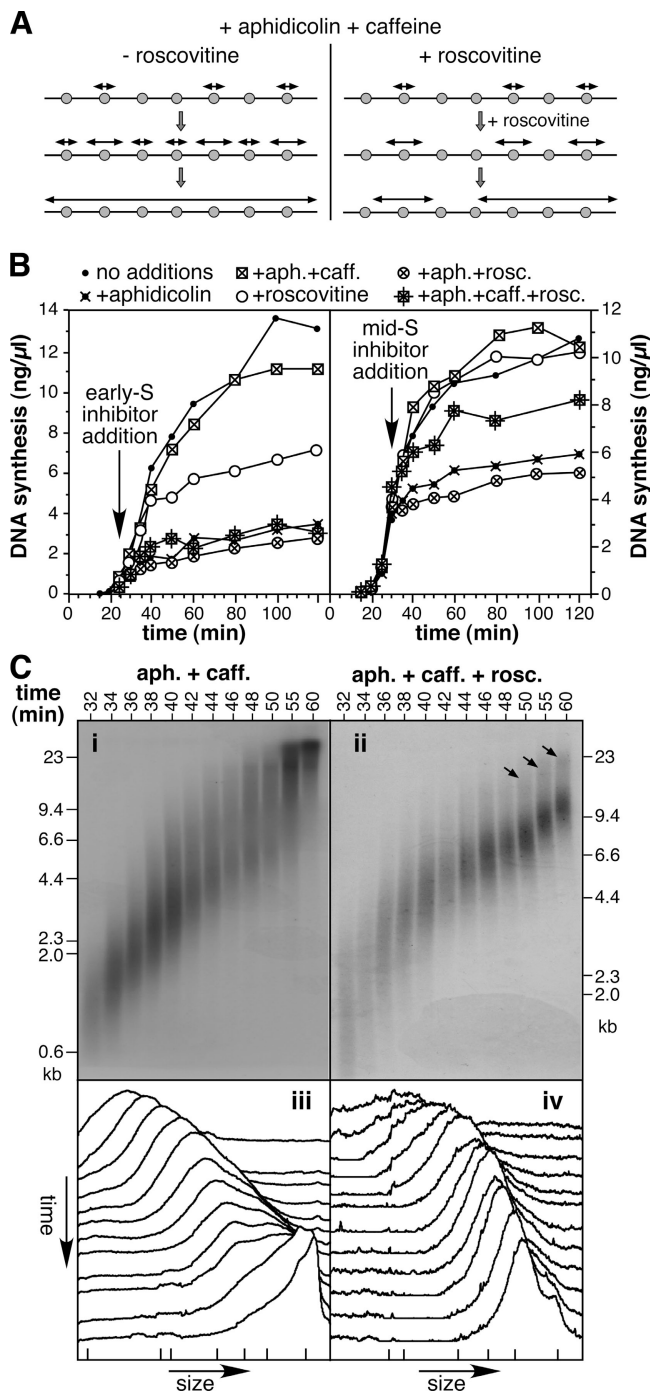 A
+ aphidicolin + caffeine
- roscovitine
+ roscovitine
+ roscovitine
B
no additions
+aph.+caff.
+aph.+rosc.
+aphidicolin
+roscovitine
+aph.+caff.+rosc.
14
12
10
8
6
4
2
0
DNA synthesis (ng/µl)
early-S
inhibitor
addition
0
20
40
60
80
100
time (min)
mid-S
inhibitor
addition
20
40
60
80
100
120
time (min)
12
10
8
6
4
2
0
DNA synthesis (ng/µl)
C
aph. + caff.
aph. + caff. + rosc.
time
(min)
32 34 36 38 40 42 44 46 48 50 55 60
32 34 36 38 40 42 44 46 48 50 55 60
i
ii
23
9.4
6.6
4.4
2.3
2.0
0.6
kb
23
9.4
6.6
4.4
2.3
2.0
kb
iii
iv
time
size
size